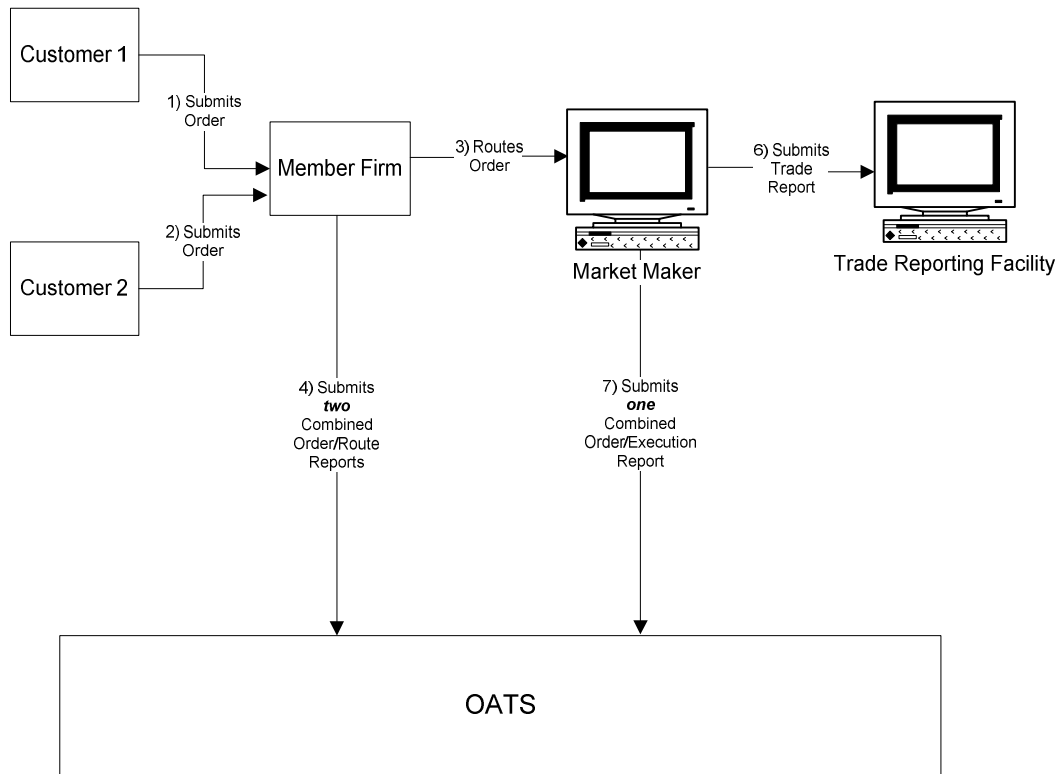 Customer 1
1) Submits
Order
Member Firm
3) Routes
Order
6) Submits
Trade
Report
2) Submits
Order
Customer 2
Market Maker
Trade Reporting Facility
4) Submits
two
Combined
Order/Route
Reports
7) Submits
one
Combined
Order/Execution
Report
OATS